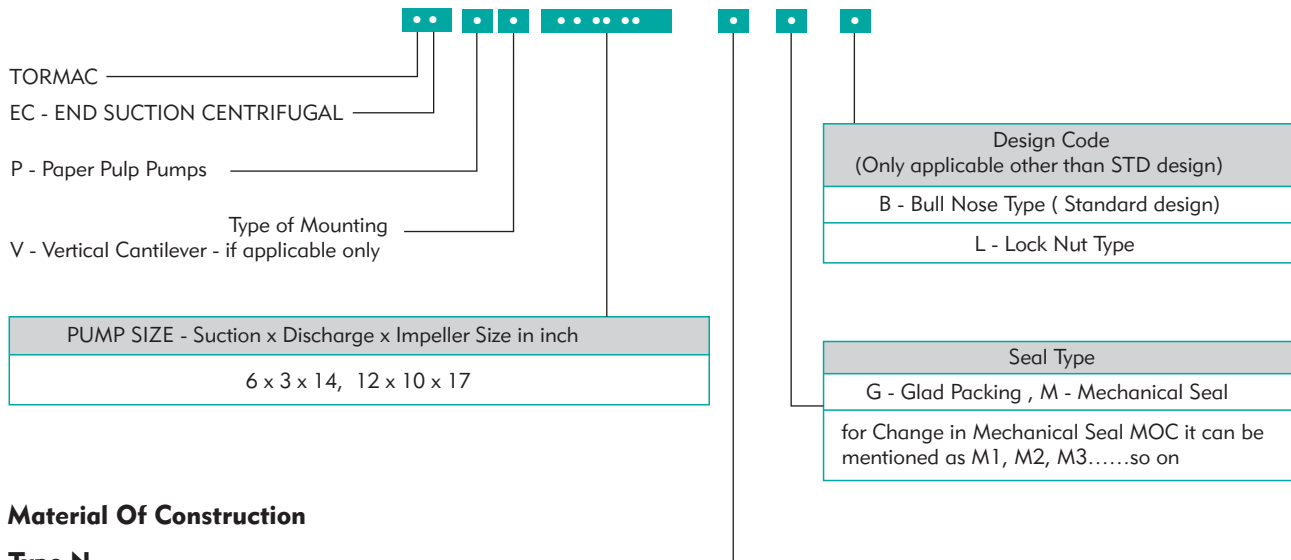 TORMAC
EC - END SUCTION CENTRIFUGAL
P - Paper Pulp Pumps
Type of Mounting
V - Vertical Cantilever - if applicable only
PUMP SIZE - Suction x Discharge x Impeller Size in inch
6 x 3 x 14, 12 x 10 x 17
Design Code
(Only applicable other than STD design)
B - Bull Nose Type ( Standard design)
L - Lock Nut Type
Seal Type
G - Glad Packing , M - Mechanical Seal
for Change in Mechanical Seal MOC it can be
mentioned as M1, M2, M3......so on
Material Of Construction
Type N